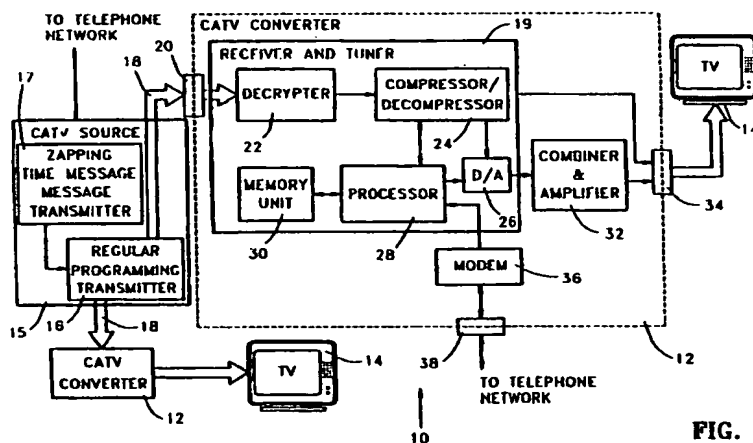 TO TELEPHONE
NETWORK
17
CATV SOURCE
ZAPPING
TIME MESSAGE
MESSAGE
TRANSMITTER
REGULAR
PROGRAMMING
TRANSMITTER
15
16
18
18
20
CATV
CONVERTER
12
TV
14
CATV CONVERTER
19
RECEIVER AND TUNER
DECRYPTER
22
COMPRESSOR/
DECOMPRESSOR
24
MEMORY
UNIT
30
PROCESSOR
28
D/A
26
COMBINER
&
AMPLIFIER
32
34
MODEM
36
38
TO TELEPHONE
NETWORK
12
TV
14
10
FIG.